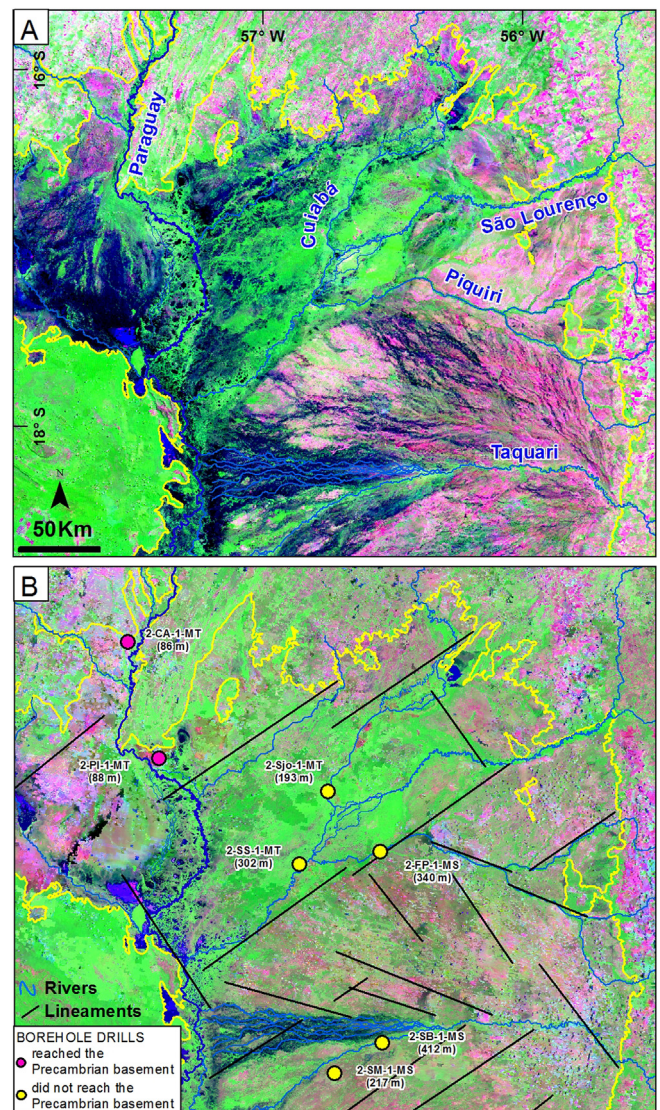 A
57° W
56° W
16° S
Paraguay
Cuiabá
São Lourenço
Piquiri
18° S
Taquari
N
50Km
B
2-CA-1-MT
(86 m)
2-PI-1-MT
(88 m)
2-Sjo-1-MT
(193 m)
2-SS-1-MT
(302 m)
2-FP-1-MS
(340 m)
Rivers
Lineaments
BOREHOLE DRILLS
reached the
Precambrian basement
did not reach the
Precambrian basement
2-SB-1-MS
(412 m)
2-SM-1-MS
(217 m)